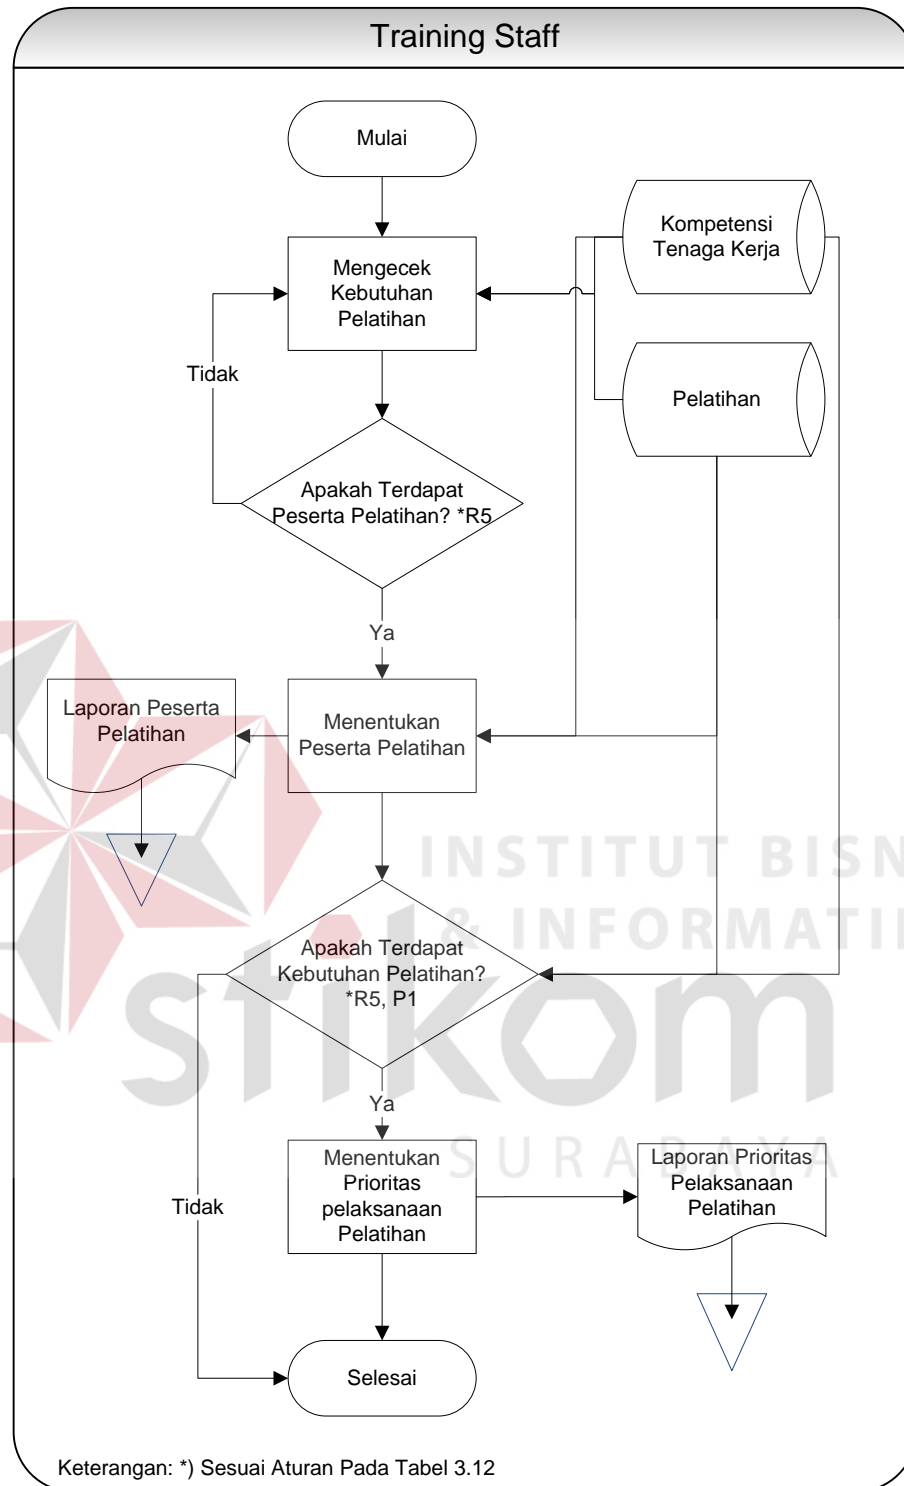 Training Staff
Mulai
Mengecek
Kebutuhan
Pelatihan
Kompetensi
Tenaga Kerja
Tidak
Pelatihan
Apakah Terdapat
Peserta Pelatihan? *R5
Ya
Laporan Peserta
Pelatihan
Menentukan
Peserta Pelatihan
INSTITUT BISN
& INFORMATI
Apakah Terdapat
Kebutuhan Pelatihan?
*R5, P1
stikom
SURABAYA
Ya
Menentukan
Prioritas
pelaksanaan
Pelatihan
Laporan Prioritas
Pelaksanaan
Pelatihan
Tidak
Selesai
Keterangan: *) Sesuai Aturan Pada Tabel 3.12